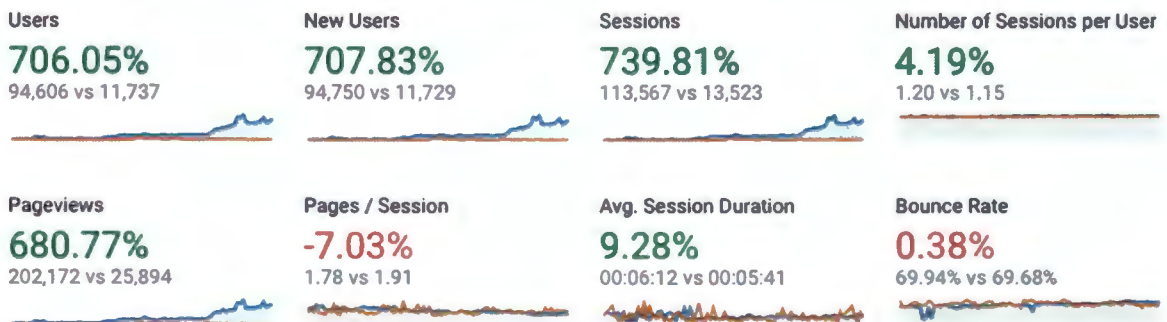 Users
706.05%
94,606 vs 11,737
New Users
707.83%
94,750 vs 11,729
Sessions
739.81%
113,567 vs 13,523
Number of Sessions per User
4.19%
1.20 vs 1.15
Pageviews
680.77%
202,172 vs 25,894
Pages / Session
-7.03%
1.78 vs 1.91
Avg. Session Duration
9.28%
00:06:12 vs 00:05:41
Bounce Rate
0.38%
69.94% vs 69.68%